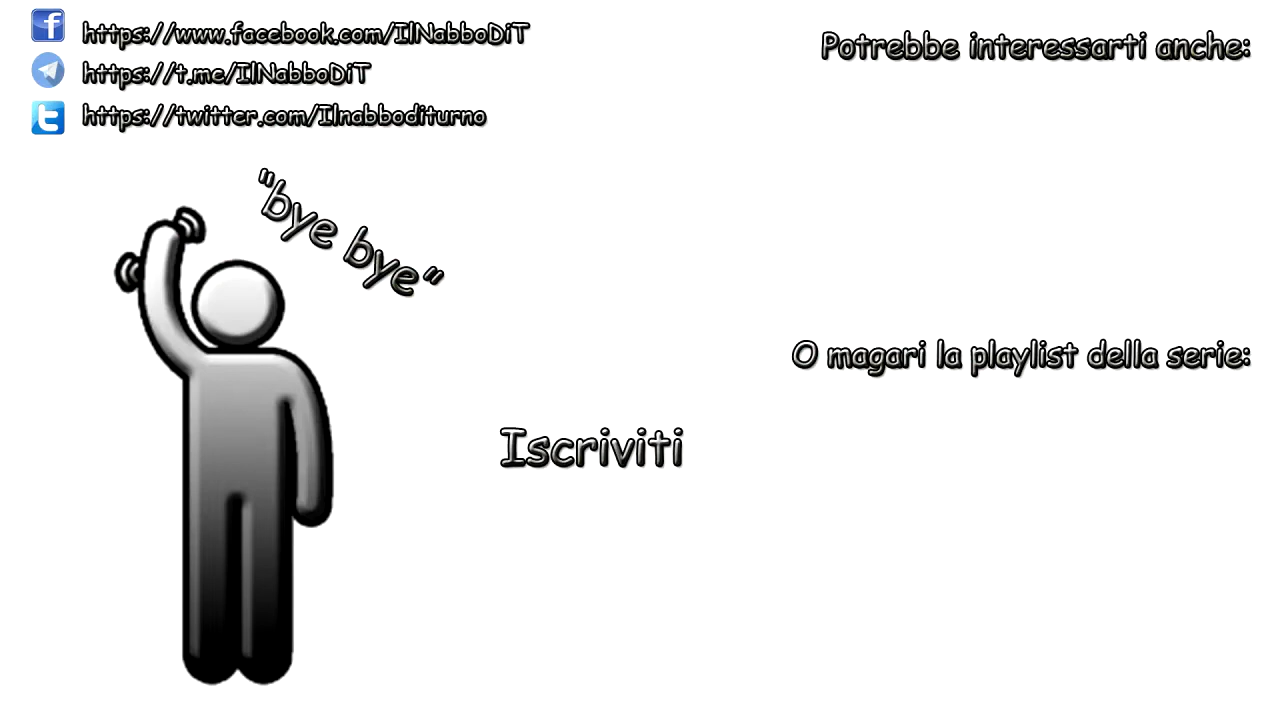 https://www.facebook.com/IlNabboDiT
https://t.me/IlNabboDiT
https://twitter.com/Ilnabboditurno
Potrebbe interessarti anche:
"bye bye"
O magari la playlist della serie:
Iscriviti